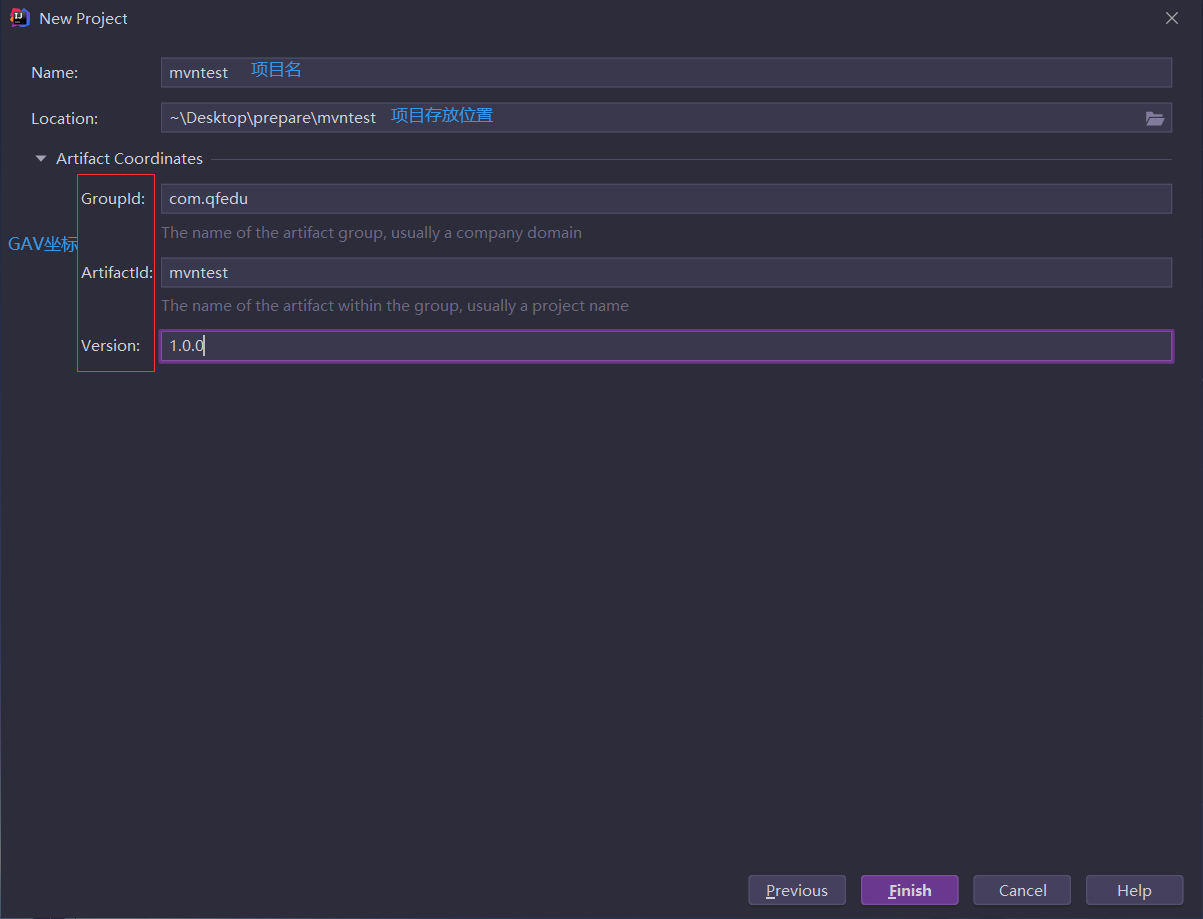 New Project
Name: mvntest 项目名
Location: ~\Desktop\prepare\mvntest 项目存放位置
Artifact Coordinates
GroupId: com.qfedu
The name of the artifact group, usually a company domain
GAV坐标
ArtifactId: mvntest
The name of the artifact within the group, usually a project name
Version: 1.0.0
Previous Finish Cancel Help